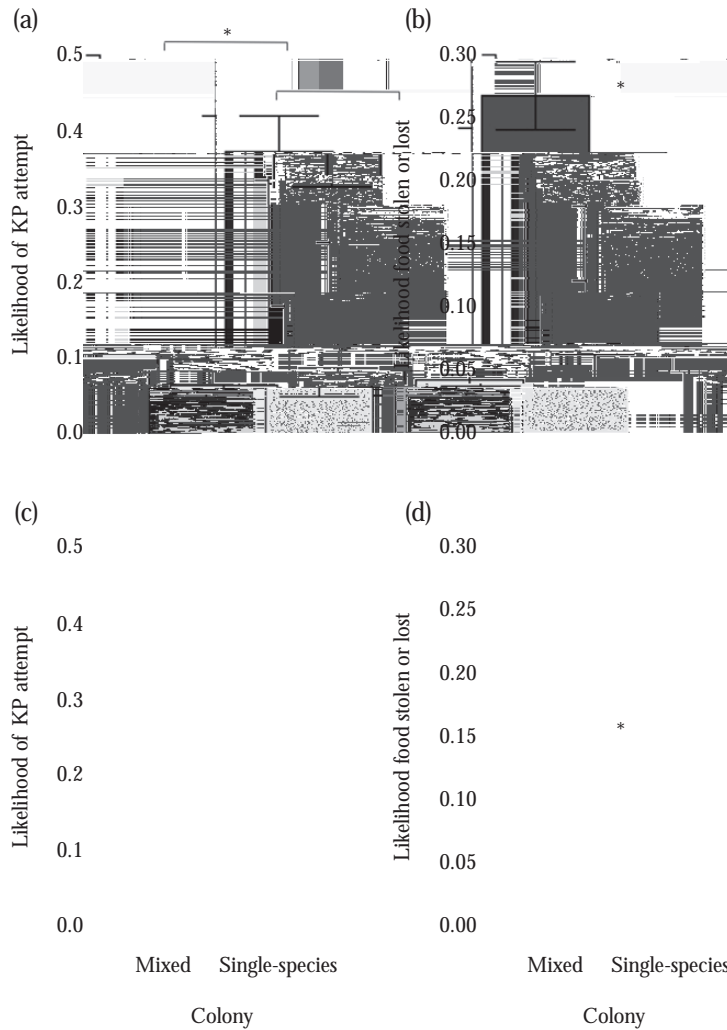 (a)
*
0.5
0.4
0.3
0.2
0.1
0.0
Likelihood of KP attempt
(b)
*
0.30
0.25
0.20
0.15
0.10
0.05
0.00
Likelihood food stolen or lost
(c)
0.5
0.4
0.3
0.2
0.1
0.0
Likelihood of KP attempt
Mixed Single-species
Colony
(d)
*
0.30
0.25
0.20
0.15
0.10
0.05
0.00
Likelihood food stolen or lost
Mixed Single-species
Colony